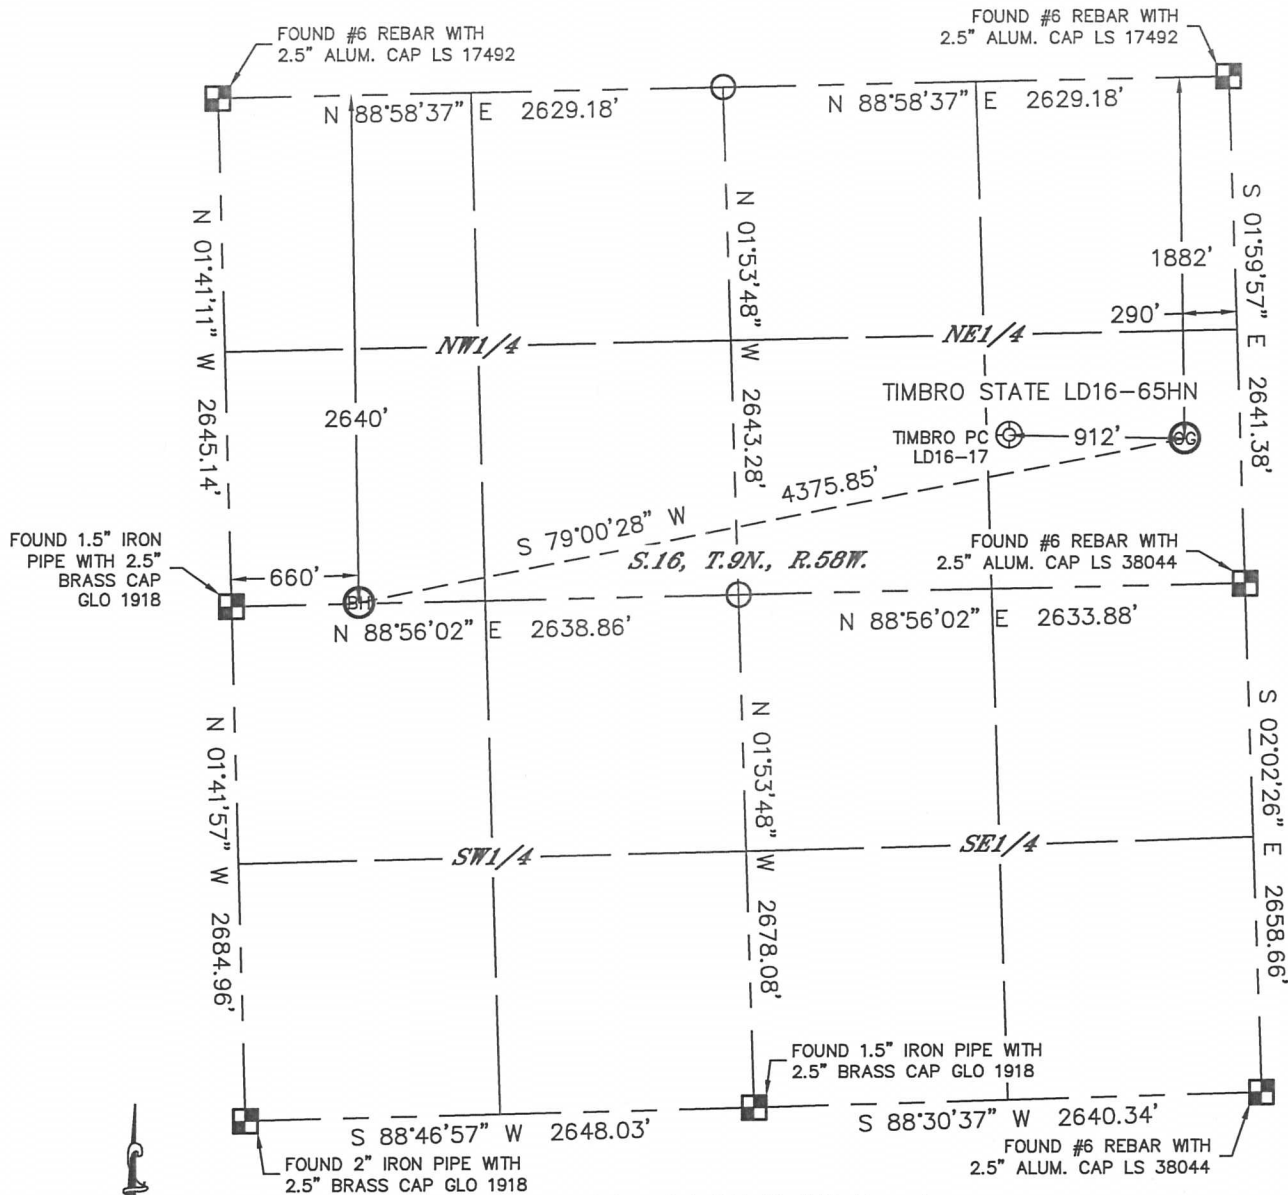 FOUND #6 REBAR WITH
2.5" ALUM. CAP LS 17492
FOUND #6 REBAR WITH
2.5" ALUM. CAP LS 17492
N 88°58'37" E 2629.18'
N 88°58'37" E 2629.18'
N 01°41'11" W 2645.14'
N 01°53'48" W 2643.28'
S 01°59'57" E 2641.38'
1882'
290'
NW1/4
NE1/4
2640'
TIMBRO STATE LD16-65HN
TIMBRO PC
LD16-17
912'
4375.85'
S 79°00'28" W
S.16, T.9N., R.58W.
FOUND 1.5" IRON
PIPE WITH 2.5"
BRASS CAP
GLO 1918
660'
BH
FOUND #6 REBAR WITH
2.5" ALUM. CAP LS 38044
N 88°56'02" E 2638.86'
N 88°56'02" E 2633.88'
N 01°41'57" W 2684.96'
N 01°53'48" W 2678.08'
S 02°02'26" E 2658.66'
SW1/4
SE1/4
FOUND 1.5" IRON PIPE WITH
2.5" BRASS CAP GLO 1918
S 88°46'57" W 2648.03'
S 88°30'37" W 2640.34'
FOUND 2" IRON PIPE WITH
2.5" BRASS CAP GLO 1918
FOUND #6 REBAR WITH
2.5" ALUM. CAP LS 38044